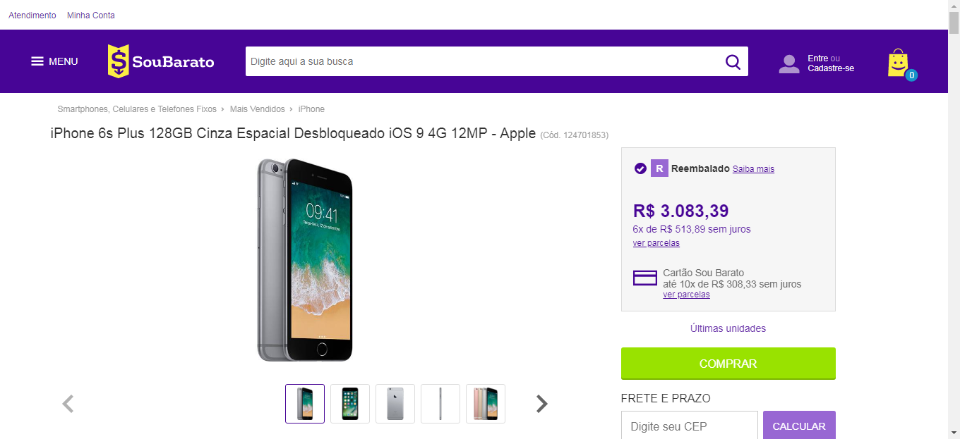 Atendimento Minha Conta
MENU
SouBarato
Digite aqui a sua busca
Entre ou
Cadastre-se
0
Smartphones, Celulares e Telefones Fixos › Mais Vendidos › iPhone
iPhone 6s Plus 128GB Cinza Espacial Desbloqueado iOS 9 4G 12MP - Apple (Cód. 124701853)
09:41
R Reembalado Saiba mais
R$ 3.083,39
6x de R$ 513,89 sem juros
ver parcelas
Cartão Sou Barato
até 10x de R$ 308,33 sem juros
ver parcelas
Últimas unidades
COMPRAR
FRETE E PRAZO
Digite seu CEP
CALCULAR